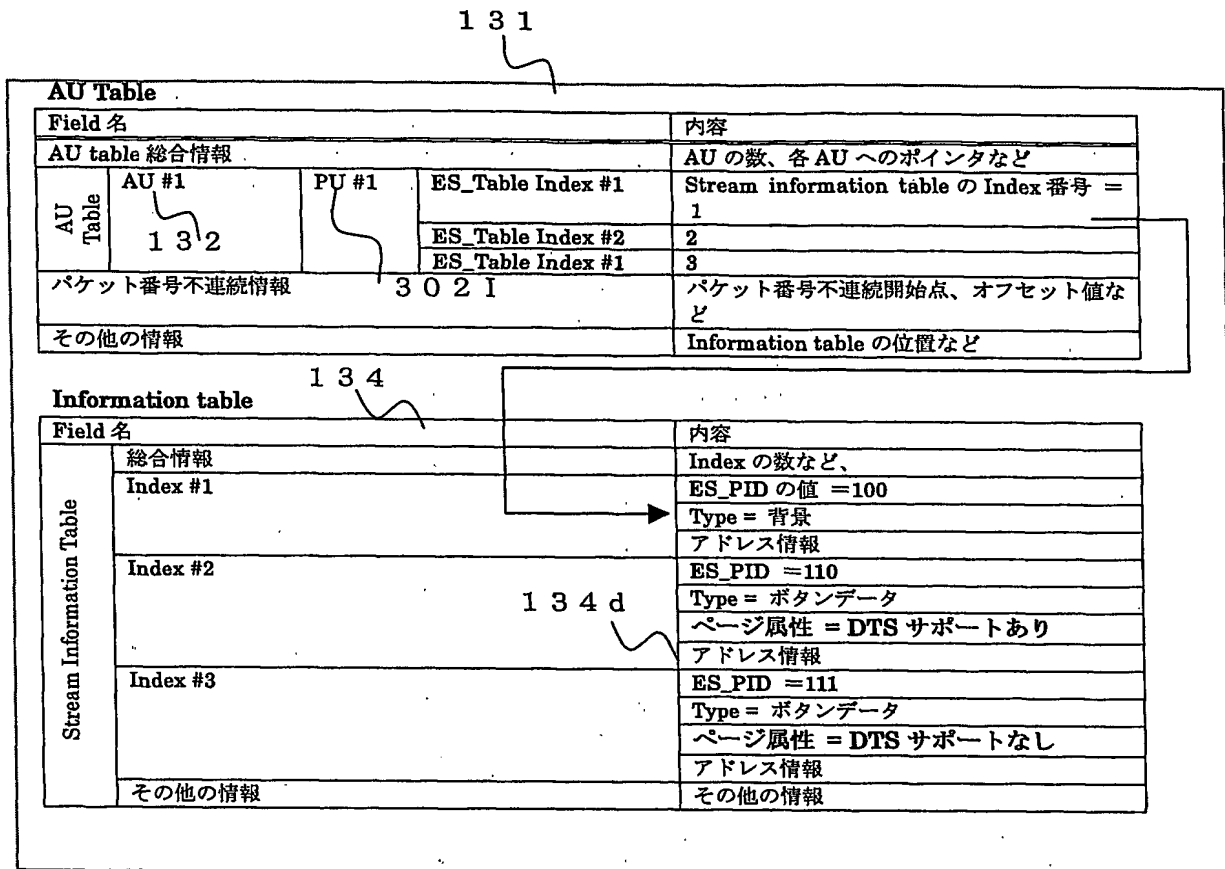 １３１
AU Table
Field 名 内容
AU table 総合情報 AU の数、各 AU へのポインタなど
AU Table AU #1 PU #1 ES_Table Index #1 Stream information table の Index 番号 ＝
1
１３２ ES_Table Index #2 2
ES_Table Index #1 3
パケット番号不連続情報 ３０２Ｉ パケット番号不連続開始点、オフセット値な
ど
その他の情報 Information table の位置など
１３４
Information table
Field 名 内容
Stream Information Table 総合情報 Index の数など、
Index #1 ES_PID の値 ＝100
Type = 背景
アドレス情報
Index #2 ES_PID ＝110
１３４ｄ Type = ボタンデータ
ページ属性 = DTS サポートあり
アドレス情報
Index #3 ES_PID ＝111
Type = ボタンデータ
ページ属性 = DTS サポートなし
アドレス情報
その他の情報 その他の情報